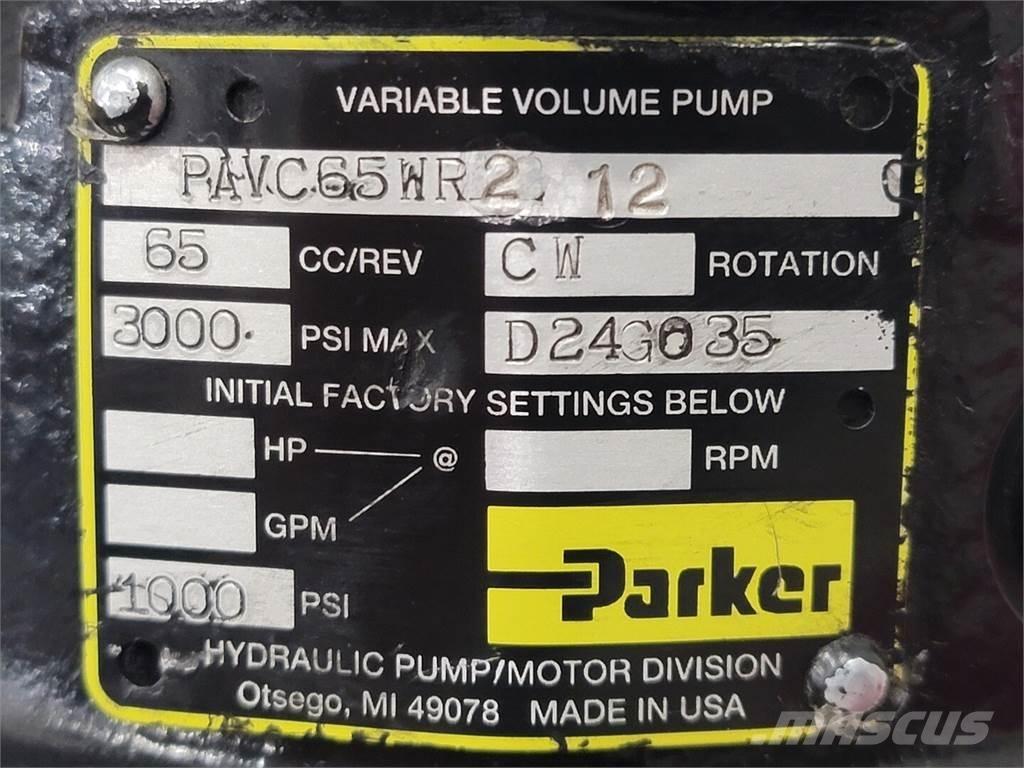 VARIABLE VOLUME PUMP
PAVC65WR2 12
65 CC/REV CW ROTATION
3000 PSI MAX D24G035
INITIAL FACTORY SETTINGS BELOW
HP @ RPM
GPM
1000 PSI
Parker
HYDRAULIC PUMP/MOTOR DIVISION
Otsego, MI 49078 MADE IN USA
MASCUS